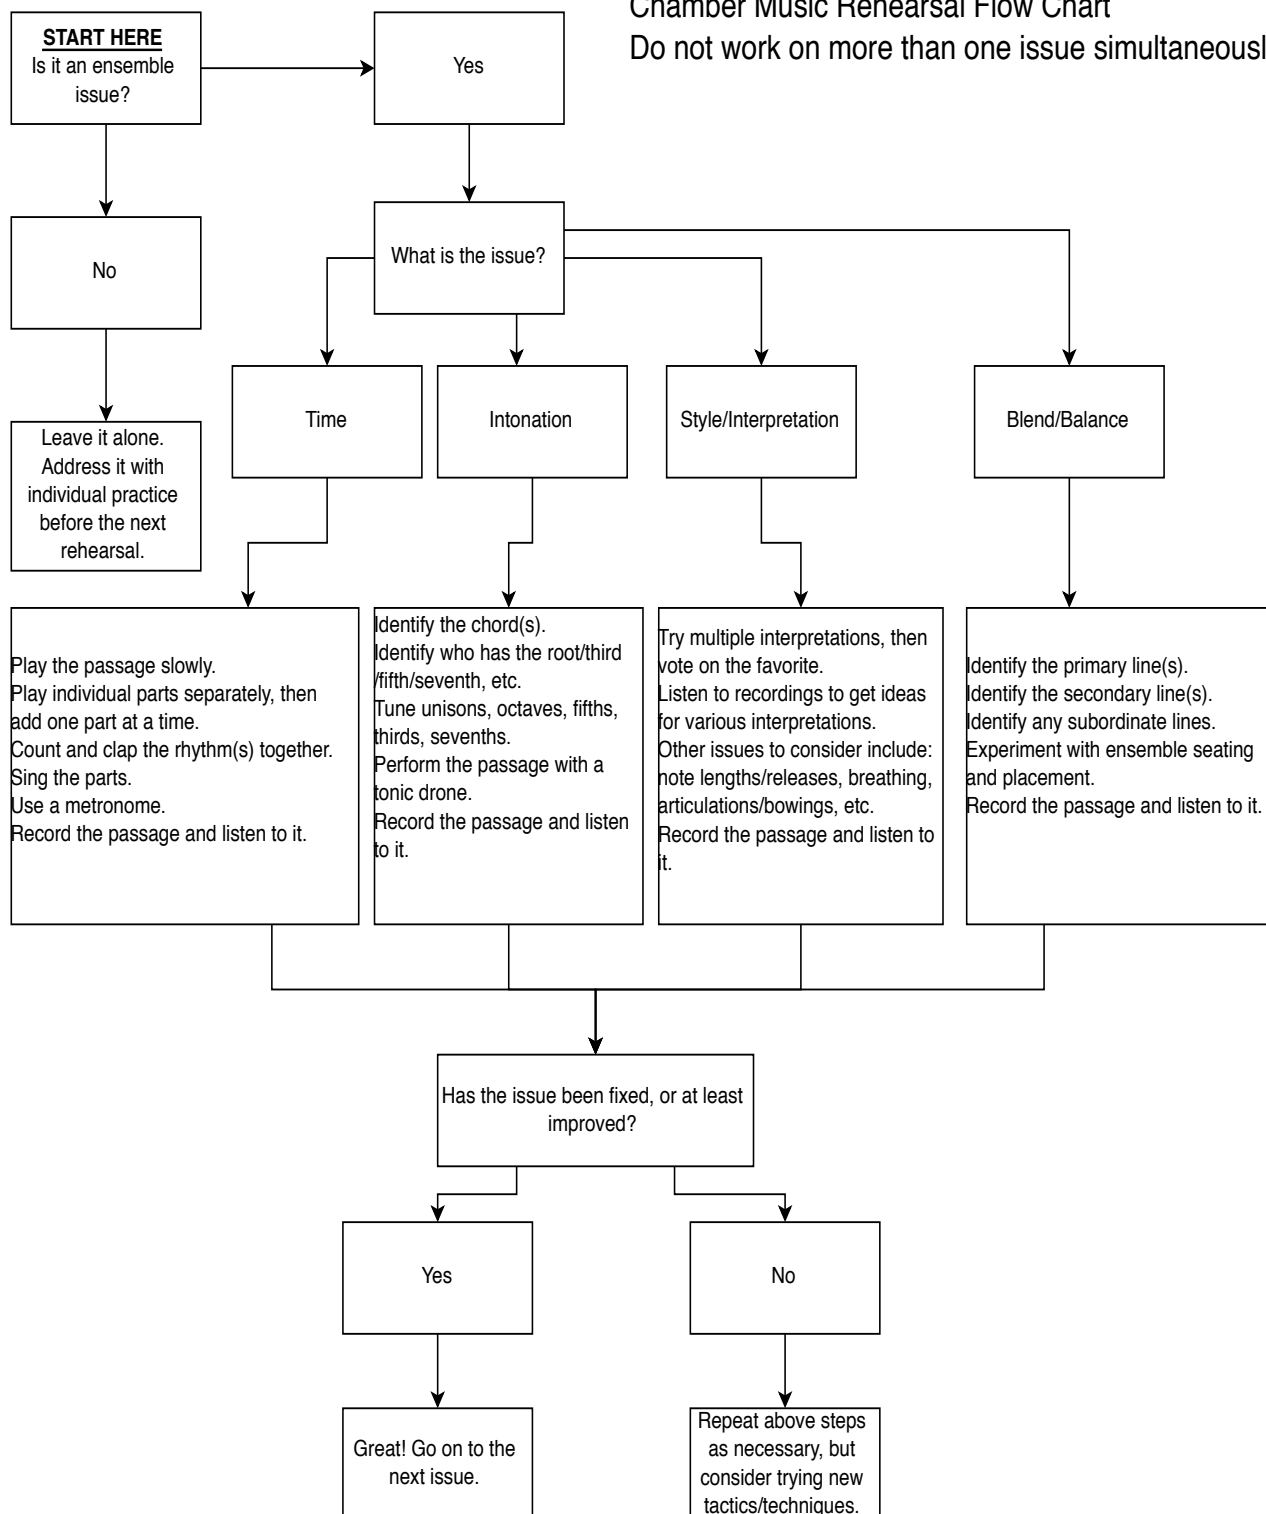 Chamber Music Rehearsal Flow Chart
Do not work on more than one issue simultaneousl
START HERE
Is it an ensemble
issue?
Yes
No
What is the issue?
Leave it alone.
Address it with
individual practice
before the next
rehearsal.
Time
Intonation
Style/Interpretation
Blend/Balance
Play the passage slowly.
Play individual parts separately, then
add one part at a time.
Count and clap the rhythm(s) together.
Sing the parts.
Use a metronome.
Record the passage and listen to it.
Identify the chord(s).
Identify who has the root/third
/fifth/seventh, etc.
Tune unisons, octaves, fifths,
thirds, sevenths.
Perform the passage with a
tonic drone.
Record the passage and listen
to it.
Try multiple interpretations, then
vote on the favorite.
Listen to recordings to get ideas
for various interpretations.
Other issues to consider include:
note lengths/releases, breathing,
articulations/bowings, etc.
Record the passage and listen to
it.
Identify the primary line(s).
Identify the secondary line(s).
Identify any subordinate lines.
Experiment with ensemble seating
and placement.
Record the passage and listen to it.
Has the issue been fixed, or at least
improved?
Yes
No
Great! Go on to the
next issue.
Repeat above steps
as necessary, but
consider trying new
tactics/techniques.